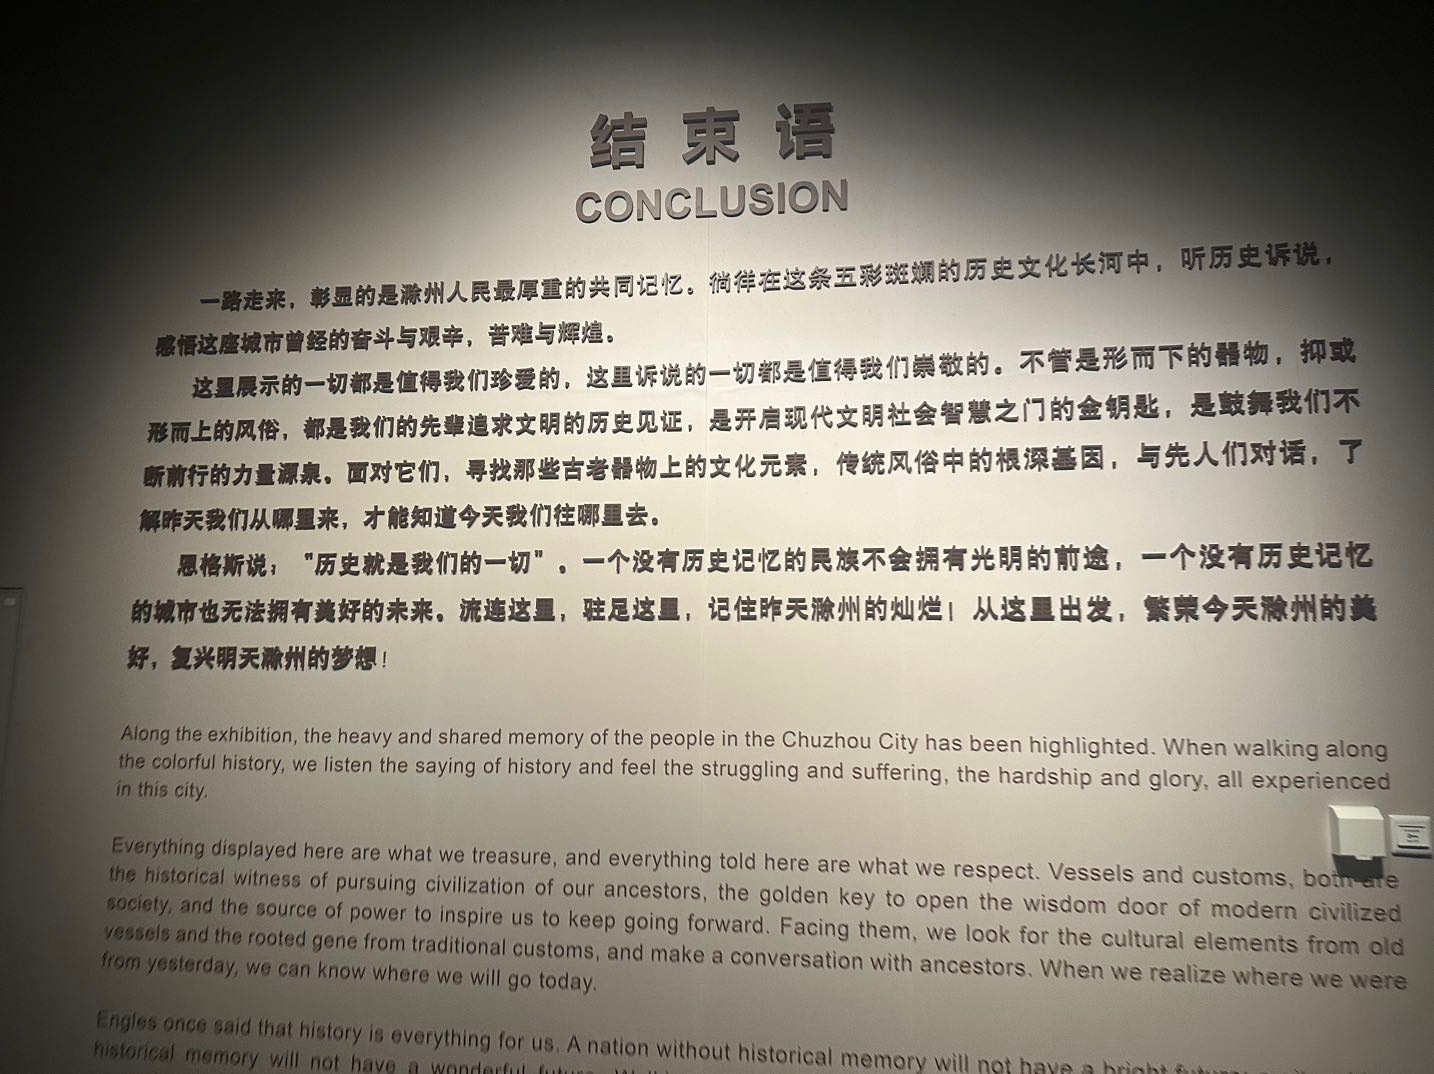 结束语
CONCLUSION
一路走来，彰显的是滁州人民最厚重的共同记忆。徜徉在这条五彩斑斓的历史文化长河中，听历史诉说，
感悟这座城市曾经的奋斗与艰辛，苦难与辉煌。
这里展示的一切都是值得我们珍爱的，这里诉说的一切都是值得我们崇敬的。不管是形而下的器物，抑或
形而上的风俗，都是我们的先辈追求文明的历史见证，是开启现代文明社会智慧之门的金钥匙，是鼓舞我们不
断前行的力量源泉。面对它们，寻找那些古老器物上的文化元素，传统风俗中的根深基因，与先人们对话，了
解昨天我们从哪里来，才能知道今天我们往哪里去。
恩格斯说：“历史就是我们的一切”。一个没有历史记忆的民族不会拥有光明的前途，一个没有历史记忆
的城市也无法拥有美好的未来。流连这里，驻足这里，记住昨天滁州的灿烂！从这里出发，繁荣今天滁州的美
好，复兴明天滁州的梦想！
Along the exhibition, the heavy and shared memory of the people in the Chuzhou City has been highlighted. When walking along
the colorful history, we listen the saying of history and feel the struggling and suffering, the hardship and glory, all experienced
in this city.
Everything displayed here are what we treasure, and everything told here are what we respect. Vessels and customs, both are
the historical witness of pursuing civilization of our ancestors, the golden key to open the wisdom door of modern civilized
society, and the source of power to inspire us to keep going forward. Facing them, we look for the cultural elements from old
vessels and the rooted gene from traditional customs, and make a conversation with ancestors. When we realize where we were
from yesterday, we can know where we will go today.
Engles once said that history is everything for us. A nation without historical memory will not have a bright future;
historical memory will not have a wonderful future.